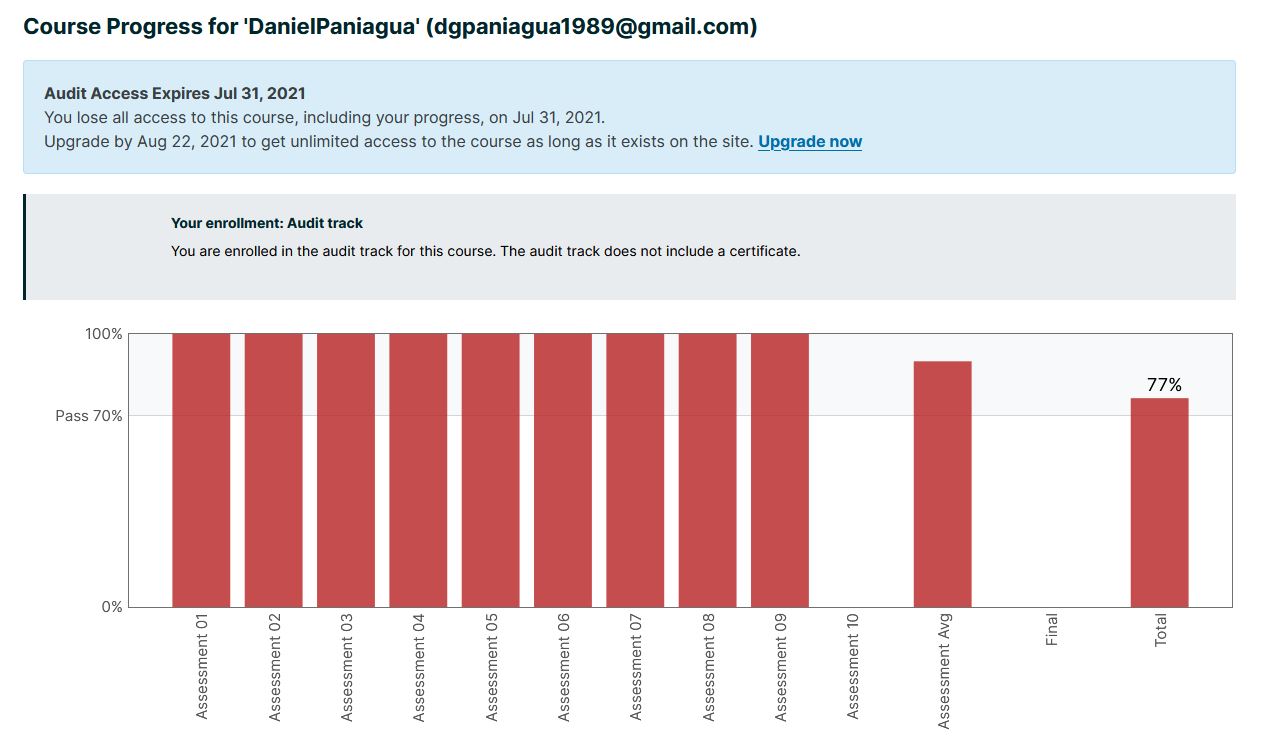 Course Progress for 'DanielPaniagua' (dgpaniagua1989@gmail.com)
Audit Access Expires Jul 31, 2021
You lose all access to this course, including your progress, on Jul 31, 2021.
Upgrade by Aug 22, 2021 to get unlimited access to the course as long as it exists on the site. Upgrade now
Your enrollment: Audit track
You are enrolled in the audit track for this course. The audit track does not include a certificate.
100%
77%
Pass 70%
0%
Assessment 01
Assessment 02
Assessment 03
Assessment 04
Assessment 05
Assessment 06
Assessment 07
Assessment 08
Assessment 09
Assessment 10
Assessment Avg
Final
Total